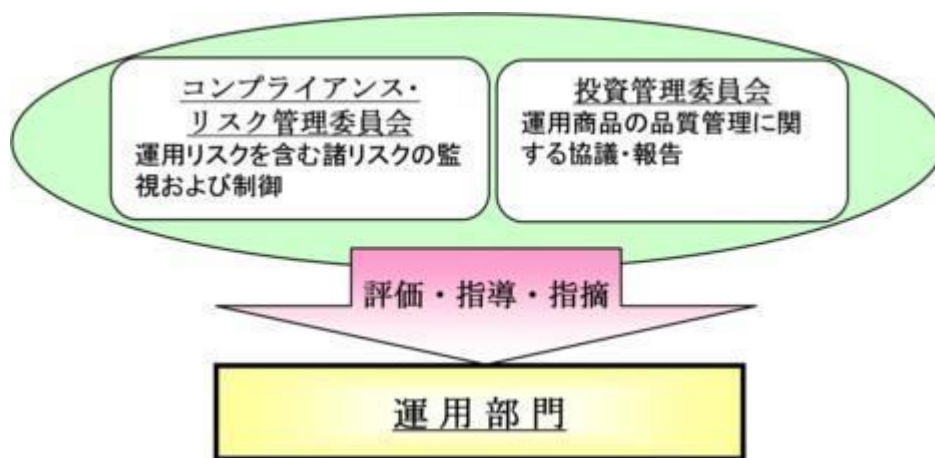 コンプライアンス・
リスク管理委員会
運用リスクを含む諸リスクの監
視および制御
投資管理委員会
運用商品の品質管理に関
する協議・報告
評価・指導・指摘
運用部門